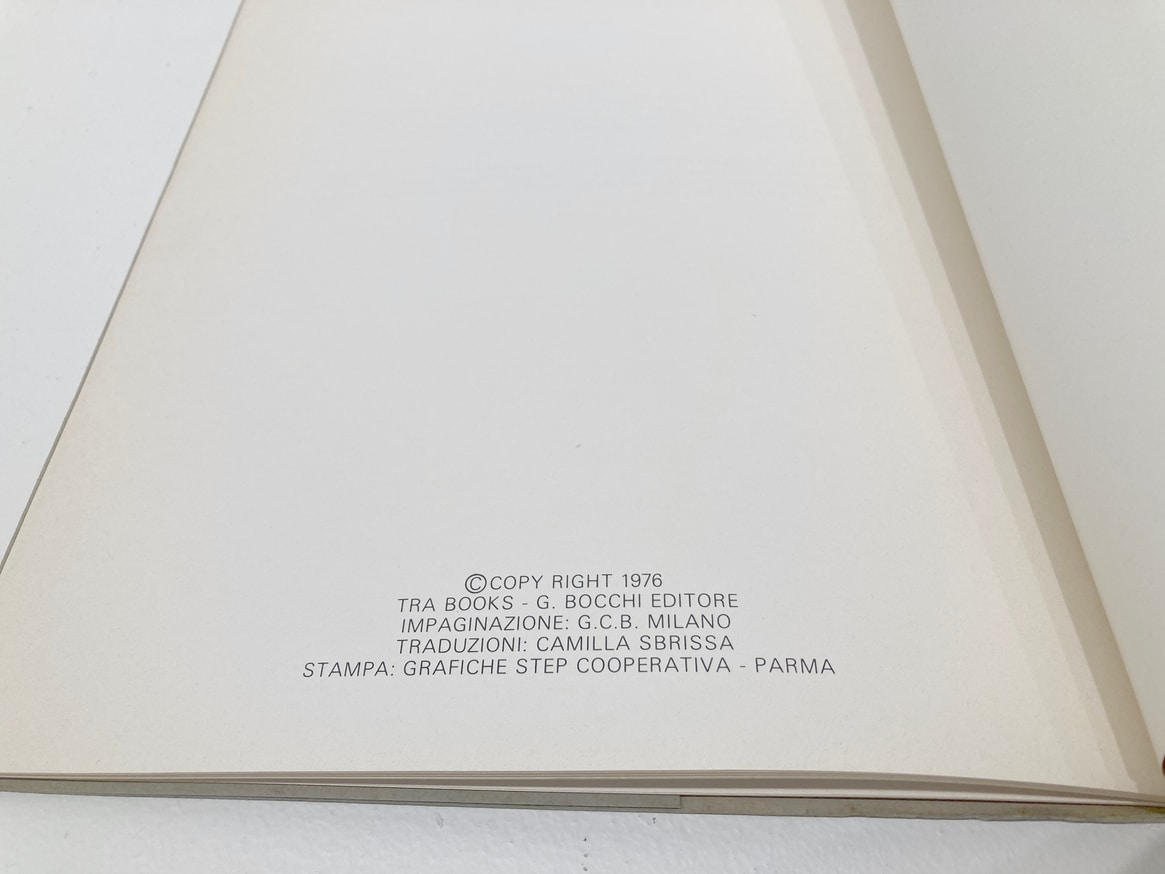 ©COPY RIGHT 1976
TRA BOOKS - G. BOCCHI EDITORE
IMPAGINAZIONE: G.C.B. MILANO
TRADUZIONI: CAMILLA SBRISSA
STAMPA: GRAFICHE STEP COOPERATIVA - PARMA